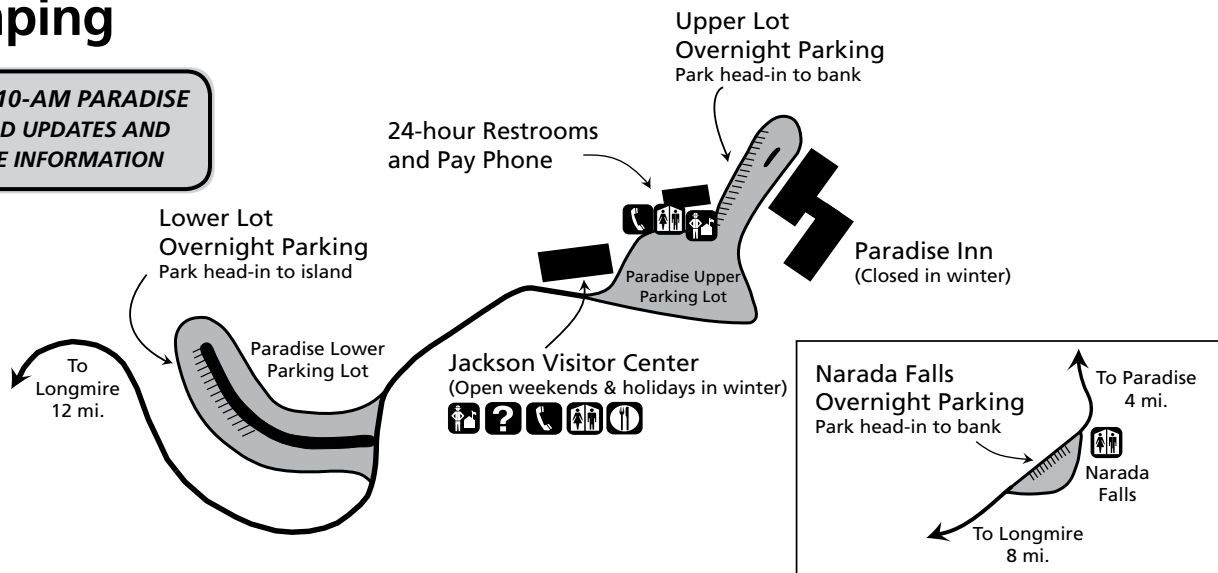 10-AM PARADISE
UPDATES AND
INFORMATION
Upper Lot
Overnight Parking
Park head-in to bank
24-hour Restrooms
and Pay Phone
Lower Lot
Overnight Parking
Park head-in to island
Paradise Inn
(Closed in winter)
Paradise Upper
Parking Lot
To
Longmire
12 mi.
Paradise Lower
Parking Lot
Jackson Visitor Center
(Open weekends & holidays in winter)
?
Narada Falls
Overnight Parking
Park head-in to bank
To Paradise
4 mi.
Narada
Falls
To Longmire
8 mi.